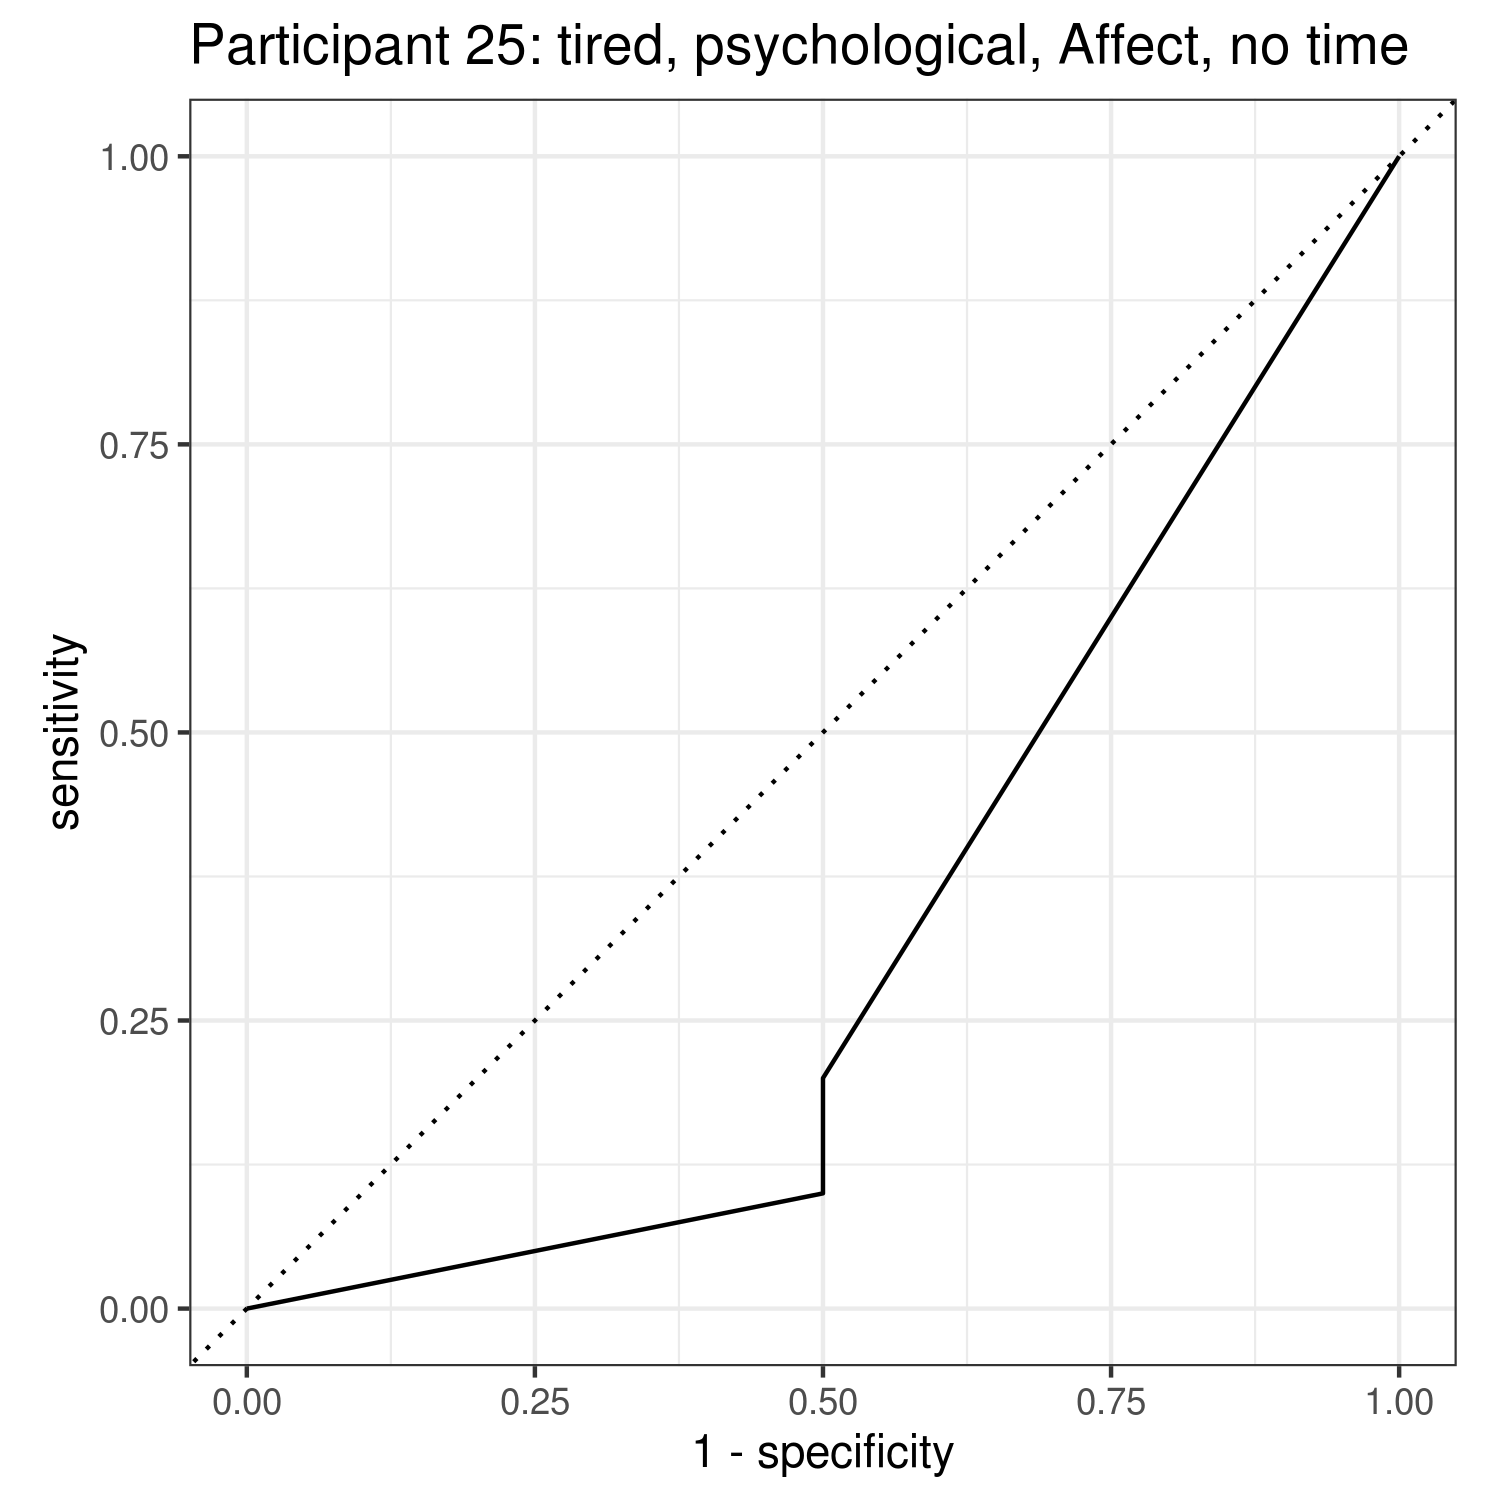 Participant 25: tired, psychological, Affect, no time
1.00
0.75
0.50
0.25
0.00
sensitivity
0.00 0.25 0.50 0.75 1.00
1 - specificity